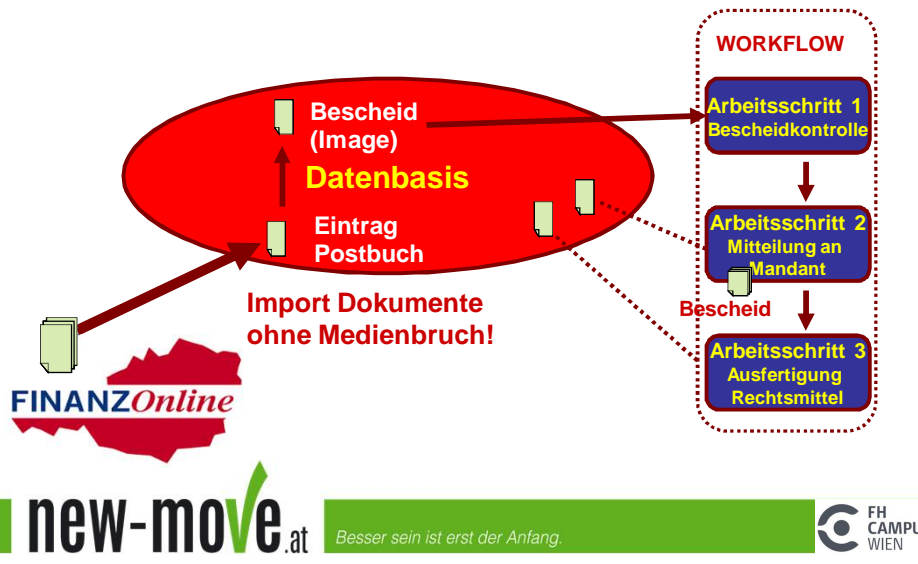 WORKFLOW
Bescheid
(Image)
Datenbasis
Eintrag
Postbuch
Import Dokumente
ohne Medienbruch!
Arbeitsschritt 1
Bescheidkontrolle
Arbeitsschritt 2
Mitteilung an
Mandant
Bescheid
Arbeitsschritt 3
Ausfertigung
Rechtsmittel
FINANZOnline
new-move.at
Besser sein ist erst der Anfang.
FH
CAMPU
WIEN